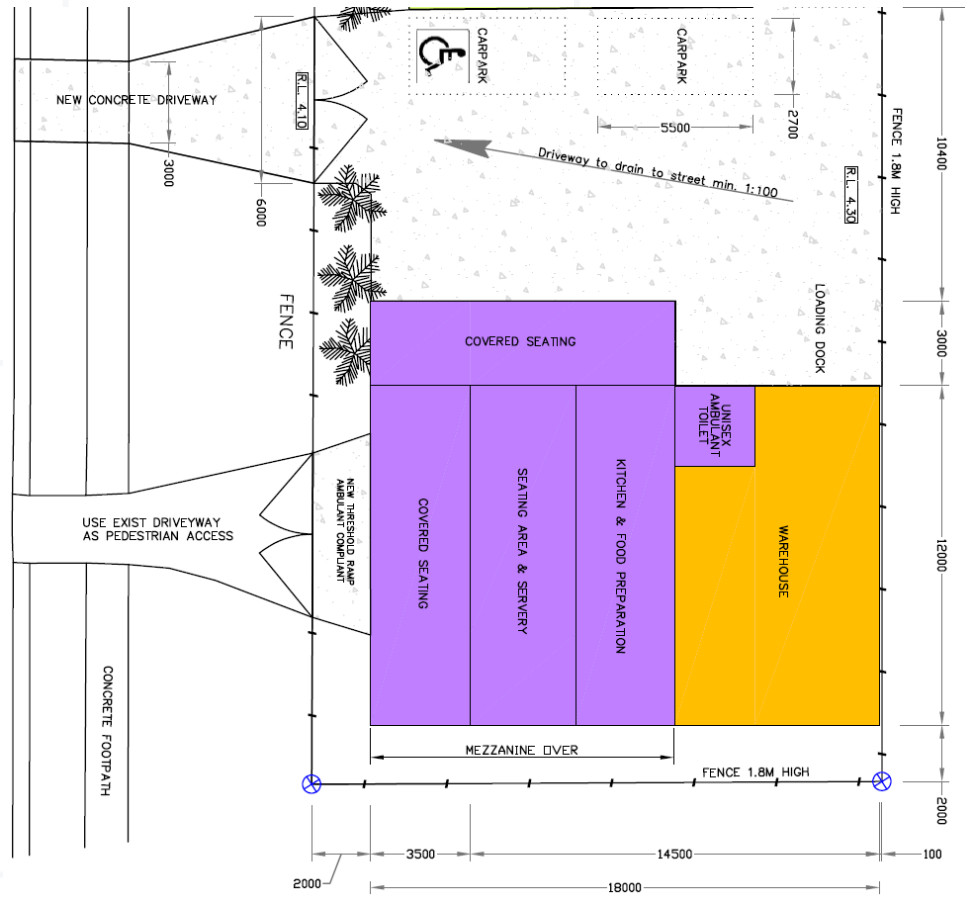 CARPARK
CARPARK
NEW CONCRETE DRIVEWAY
R.L. 4.10
3000
6000
5500
2700
Driveway to drain to street min. 1:100
R.L. 4.30
FENCE 1.8M HIGH
10400
FENCE
LOADING DOCK
3000
COVERED SEATING
UNISEX
AMBULANT
TOILET
NEW THRESHOLD RAMP
AMBULANT COMPLIANT
USE EXIST DRIVEYWAY
AS PEDESTRIAN ACCESS
COVERED SEATING
SEATING AREA & SERVERY
KITCHEN & FOOD PREPARATION
WAREHOUSE
12000
CONCRETE FOOTPATH
MEZZANINE OVER
FENCE 1.8M HIGH
2000
3500
14500
100
2000
18000